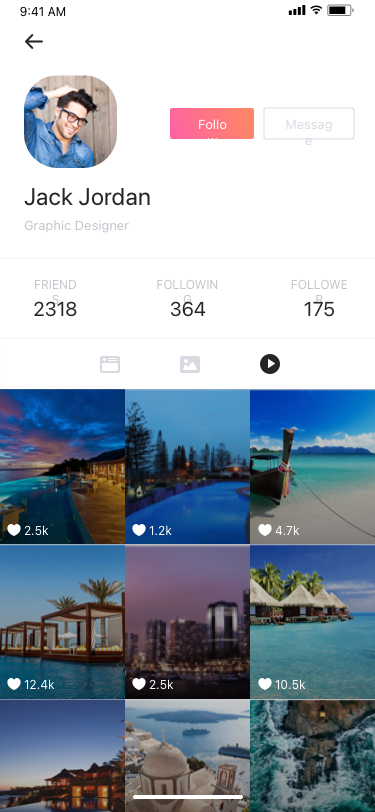 9:41 AM
Follo
w
Messag
e
Jack Jordan
Graphic Designer
FRIEND
S
FOLLOWIN
G
FOLLOWE
R
2318
364
175
2.5k
1.2k
4.7k
12.4k
2.5k
10.5k